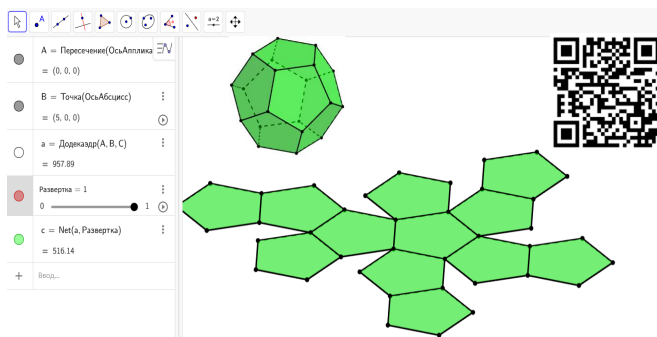 a=2
A = Пересечение(ОсьАпплика
= (0, 0, 0)
B = Точка(ОсьАбсцисс)
= (5, 0, 0)
a = Додекаэдр(A, B, C)
= 957.89
Развертка = 1
0 1
c = Net(a, Развертка)
= 516.14
+ Ввод...